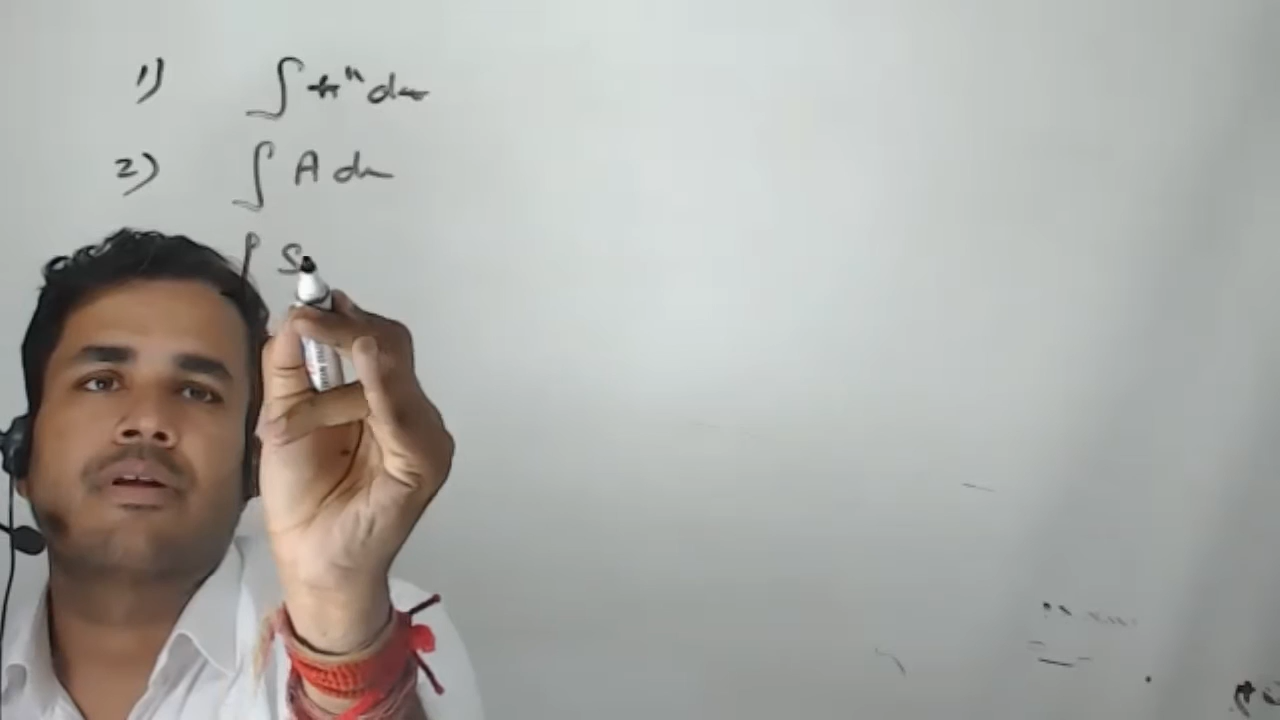 1) ∫ xⁿ dx
2) ∫ A dx
∫ S